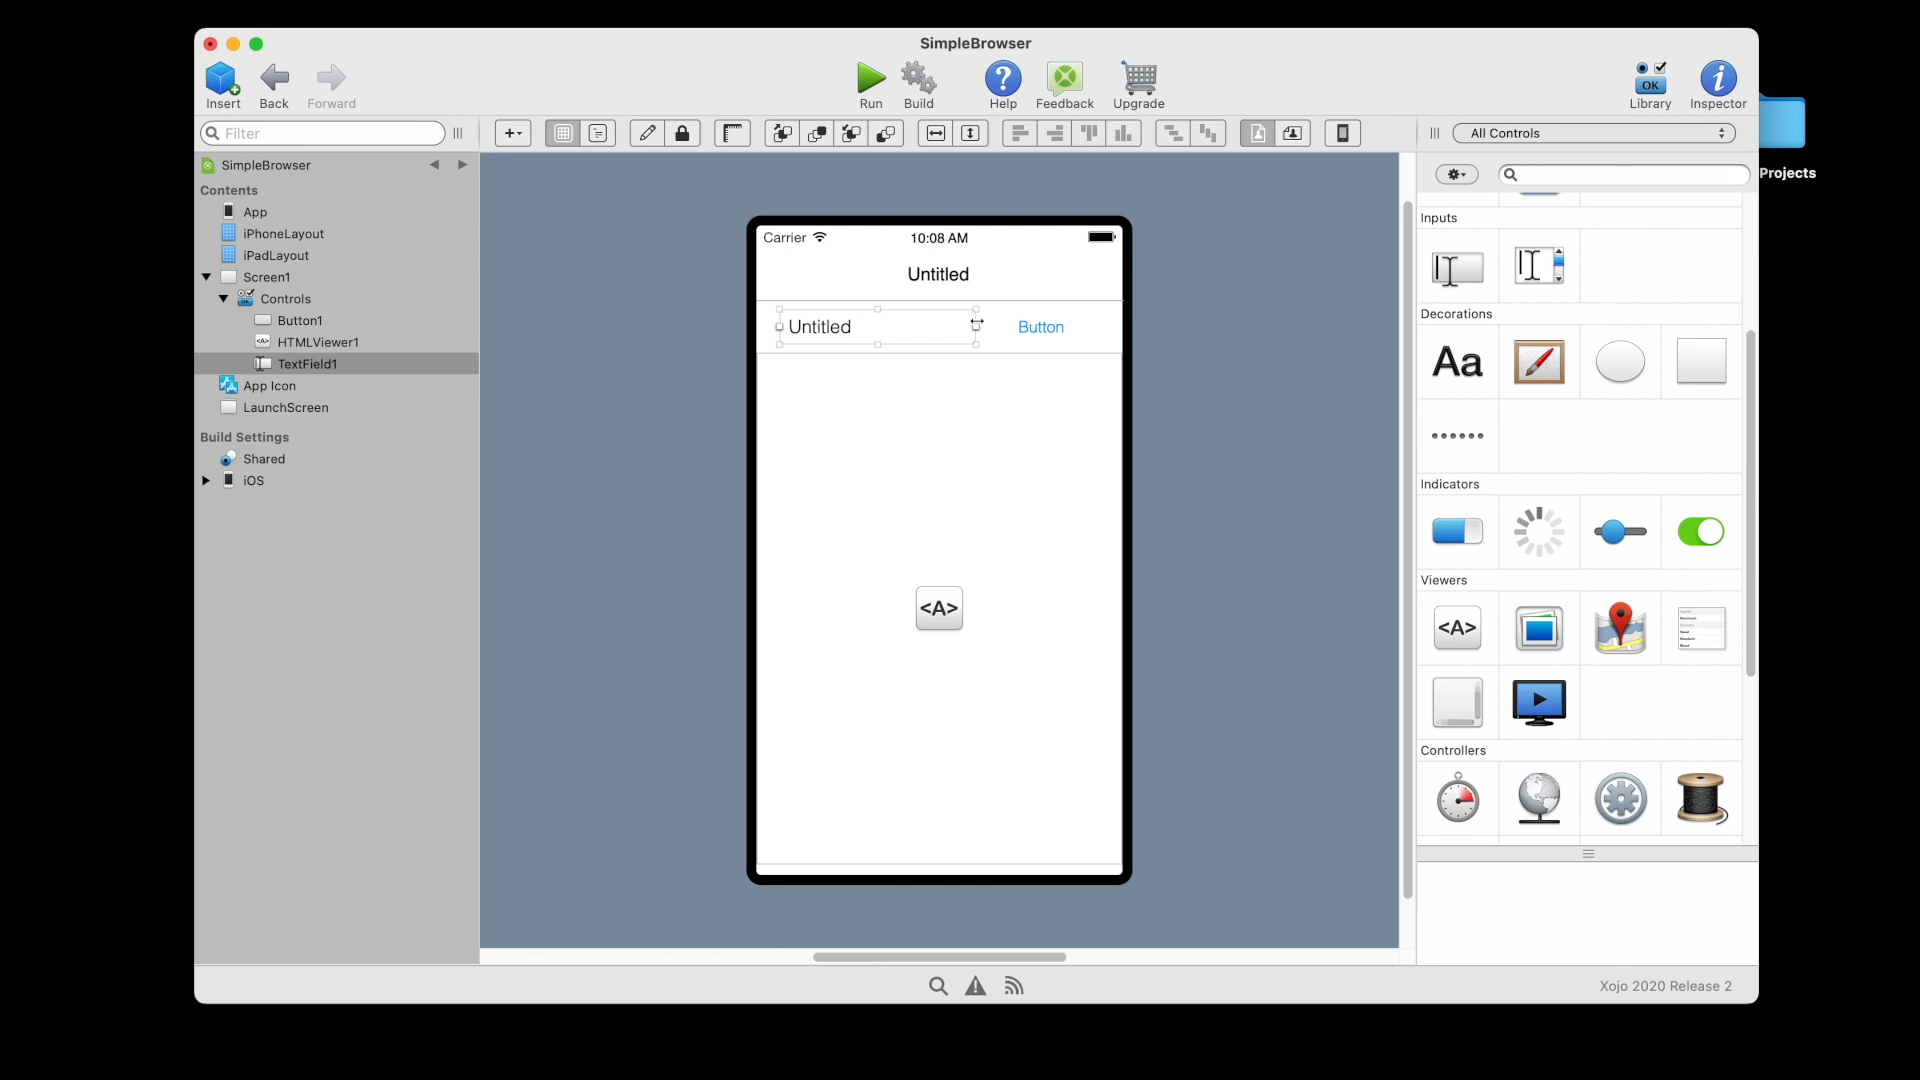 SimpleBrowser
Insert
Back
Forward
Run
Build
Help
Feedback
Upgrade
OK
Library
Inspector
Filter
All Controls
Projects
SimpleBrowser
Contents
App
iPhoneLayout
iPadLayout
Screen1
Controls
Button1
HTMLViewer1
TextField1
App Icon
LaunchScreen
Build Settings
Shared
iOS
Carrier
10:08 AM
Untitled
Untitled
Button
<A>
Inputs
Decorations
Aa
Indicators
Viewers
<A>
Controllers
Xojo 2020 Release 2